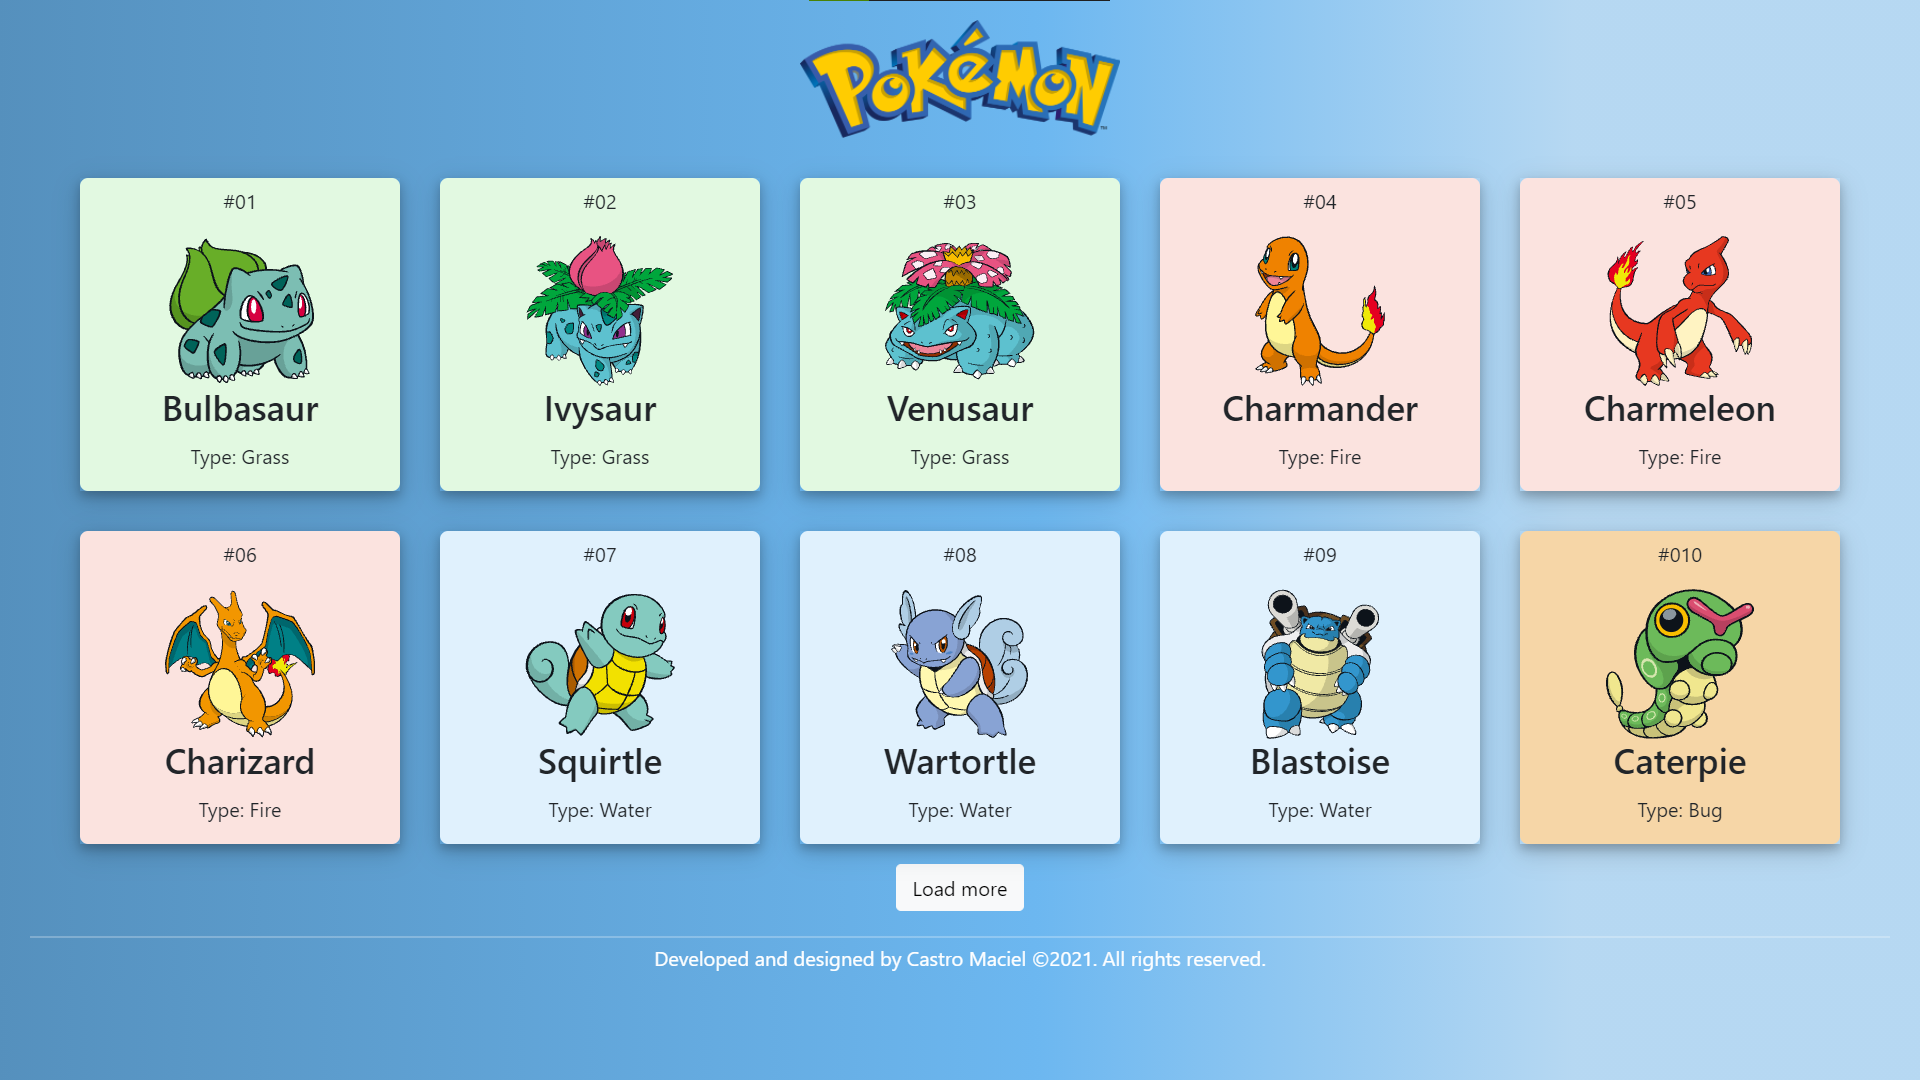 POKéMON
™
#01
Bulbasaur
Type: Grass
#02
Ivysaur
Type: Grass
#03
Venusaur
Type: Grass
#04
Charmander
Type: Fire
#05
Charmeleon
Type: Fire
#06
Charizard
Type: Fire
#07
Squirtle
Type: Water
#08
Wartortle
Type: Water
#09
Blastoise
Type: Water
#010
Caterpie
Type: Bug
Load more
Developed and designed by Castro Maciel ©2021. All rights reserved.